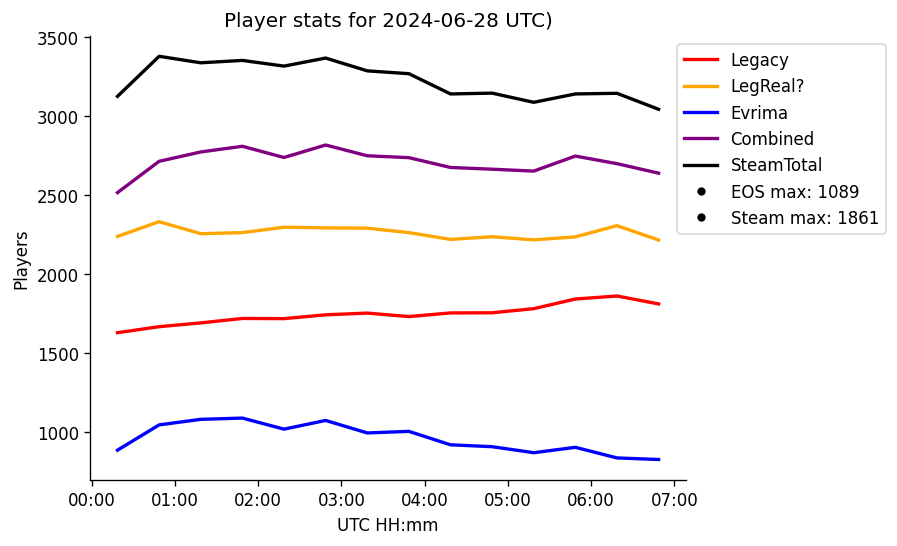 Player stats for 2024-06-28 UTC)
3500
3000
2500
2000
1500
1000
Players
00:00 01:00 02:00 03:00 04:00 05:00 06:00 07:00
UTC HH:mm
Legacy
LegReal?
Evrima
Combined
SteamTotal
EOS max: 1089
Steam max: 1861